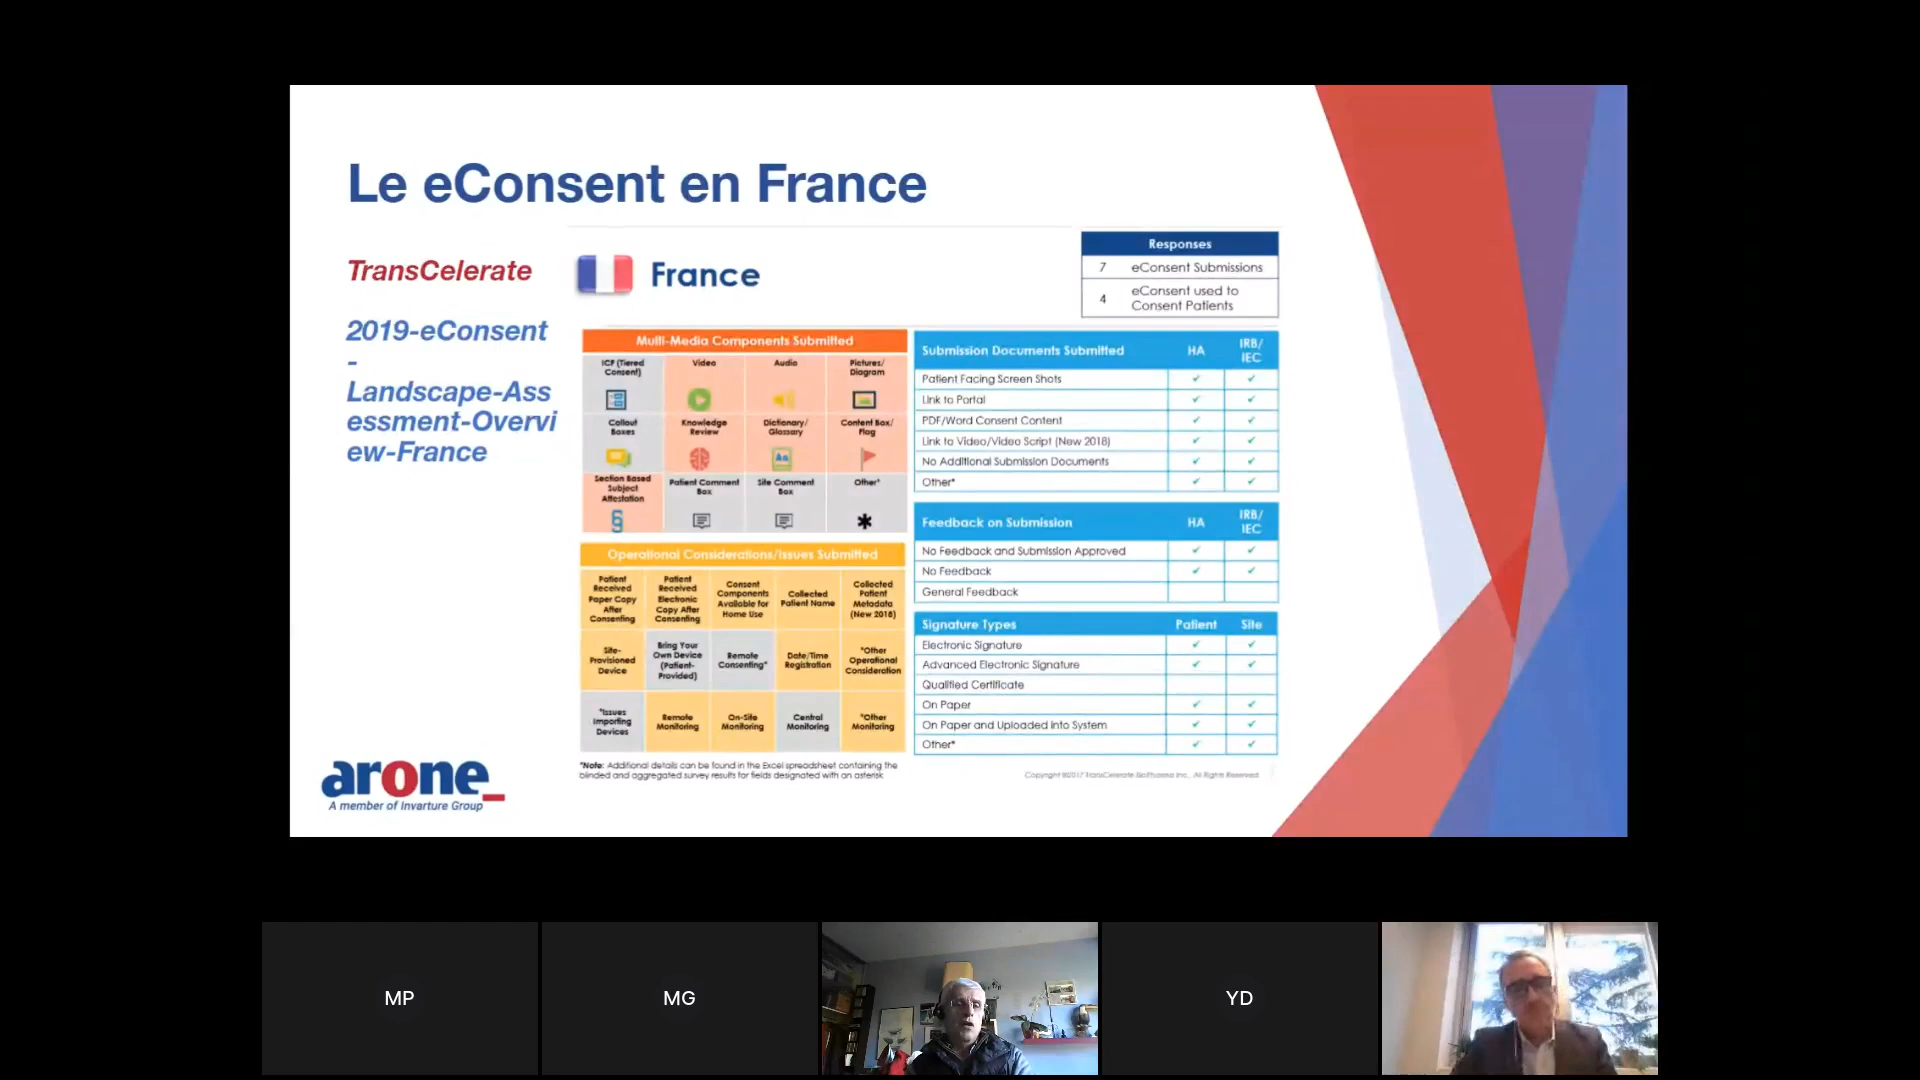 Le eConsent en France
TransCelerate
2019-eConsent
-
Landscape-Ass
essment-Overvi
ew-France
France
Responses
7 eConsent Submissions
4 eConsent used to
Consent Patients
Multi-Media Components Submitted
ICF (Tiered
Consent)
Video
Audio
Pictures/
Diagram
Callout
Boxes
Knowledge
Review
Dictionary/
Glossary
Content Box/
Flag
Section Based
Subject
Attestation
Patient Comment
Box
Site Comment
Box
Other*
Operational Considerations/Issues Submitted
Patient
Received
Paper Copy
After
Consenting
Patient
Received
Electronic
Copy After
Consenting
Consent
Components
Available for
Home Use
Collected
Patient Name
Collected
Patient
Metadata
(New 2018)
Site-
Provisioned
Device
Bring Your
Own Device
(Patient-
Provided)
Remote
Consenting*
Date/Time
Registration
*Other
Operational
Consideration
*Issues
Importing
Devices
Remote
Monitoring
On-Site
Monitoring
Central
Monitoring
*Other
Monitoring
*Note: Additional details can be found in the Excel spreadsheet containing the
blinded and aggregated survey results for fields designated with an asterisk
Submission Documents Submitted HA IRB/
IEC
Patient Facing Screen Shots ✓ ✓
Link to Portal ✓ ✓
PDF/Word Consent Content ✓ ✓
Link to Video/Video Script (New 2018) ✓ ✓
No Additional Submission Documents ✓ ✓
Other* ✓ ✓
Feedback on Submission HA IRB/
IEC
No Feedback and Submission Approved ✓ ✓
No Feedback ✓ ✓
General Feedback
Signature Types Patient Site
Electronic Signature ✓ ✓
Advanced Electronic Signature ✓ ✓
Qualified Certificate
On Paper ✓ ✓
On Paper and Uploaded into System ✓ ✓
Other* ✓ ✓
Copyright ©2017 TransCelerate BioPharma Inc., All Rights Reserved.
arone_
A member of Invarture Group
MP
MG
YD